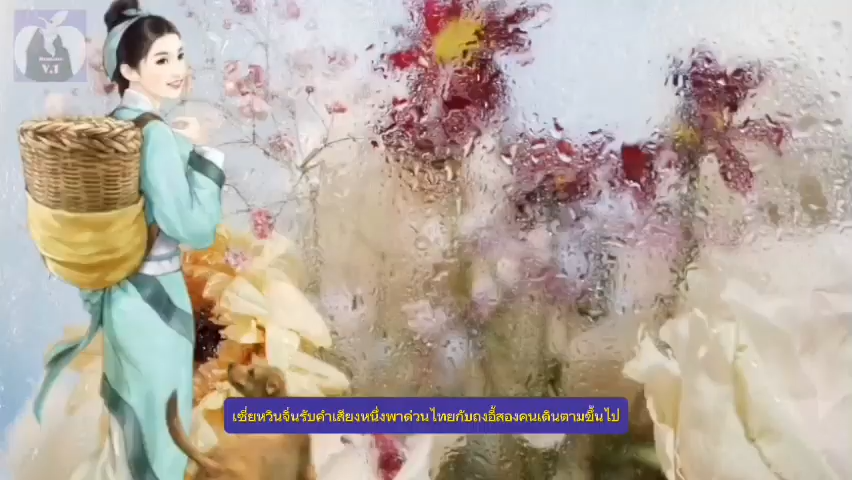 V.T
เซี่ยหวินจิ่นรับคำเสียงหนึ่งพาด่วนไทยกับถงอี้สองคนเดินตามขึ้นไป